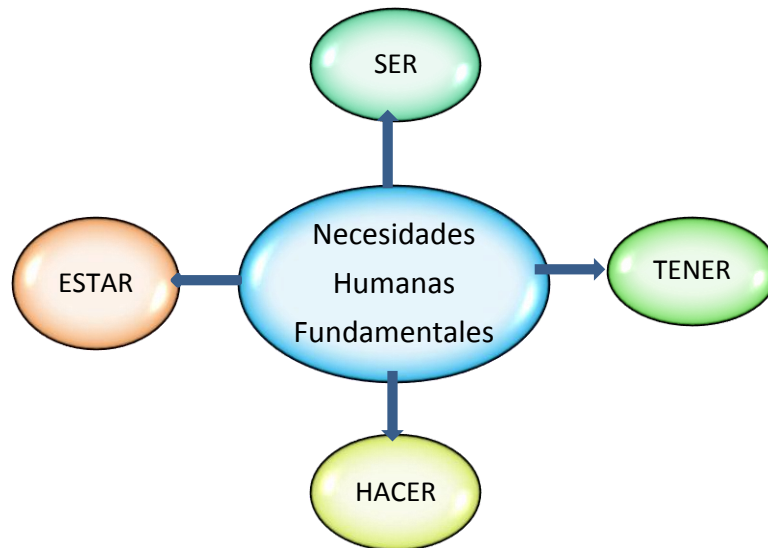 SER
ESTAR
Necesidades
Humanas
Fundamentales
TENER
HACER